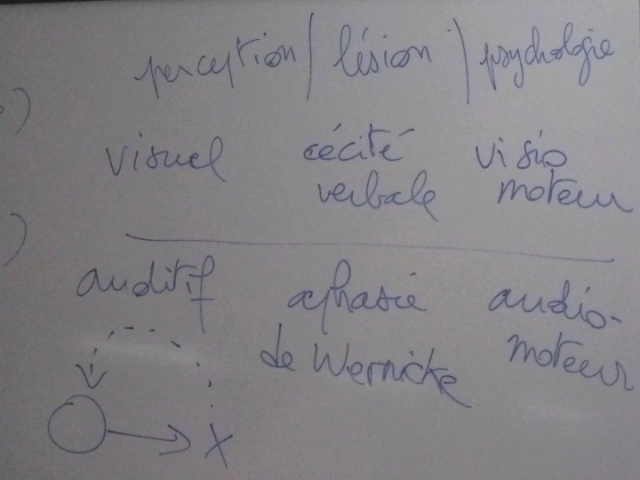 perception / lésion / psychologie
visuel cécité visio
verbale moteur
auditif aphasie audio-
de Wernicke moteur
X